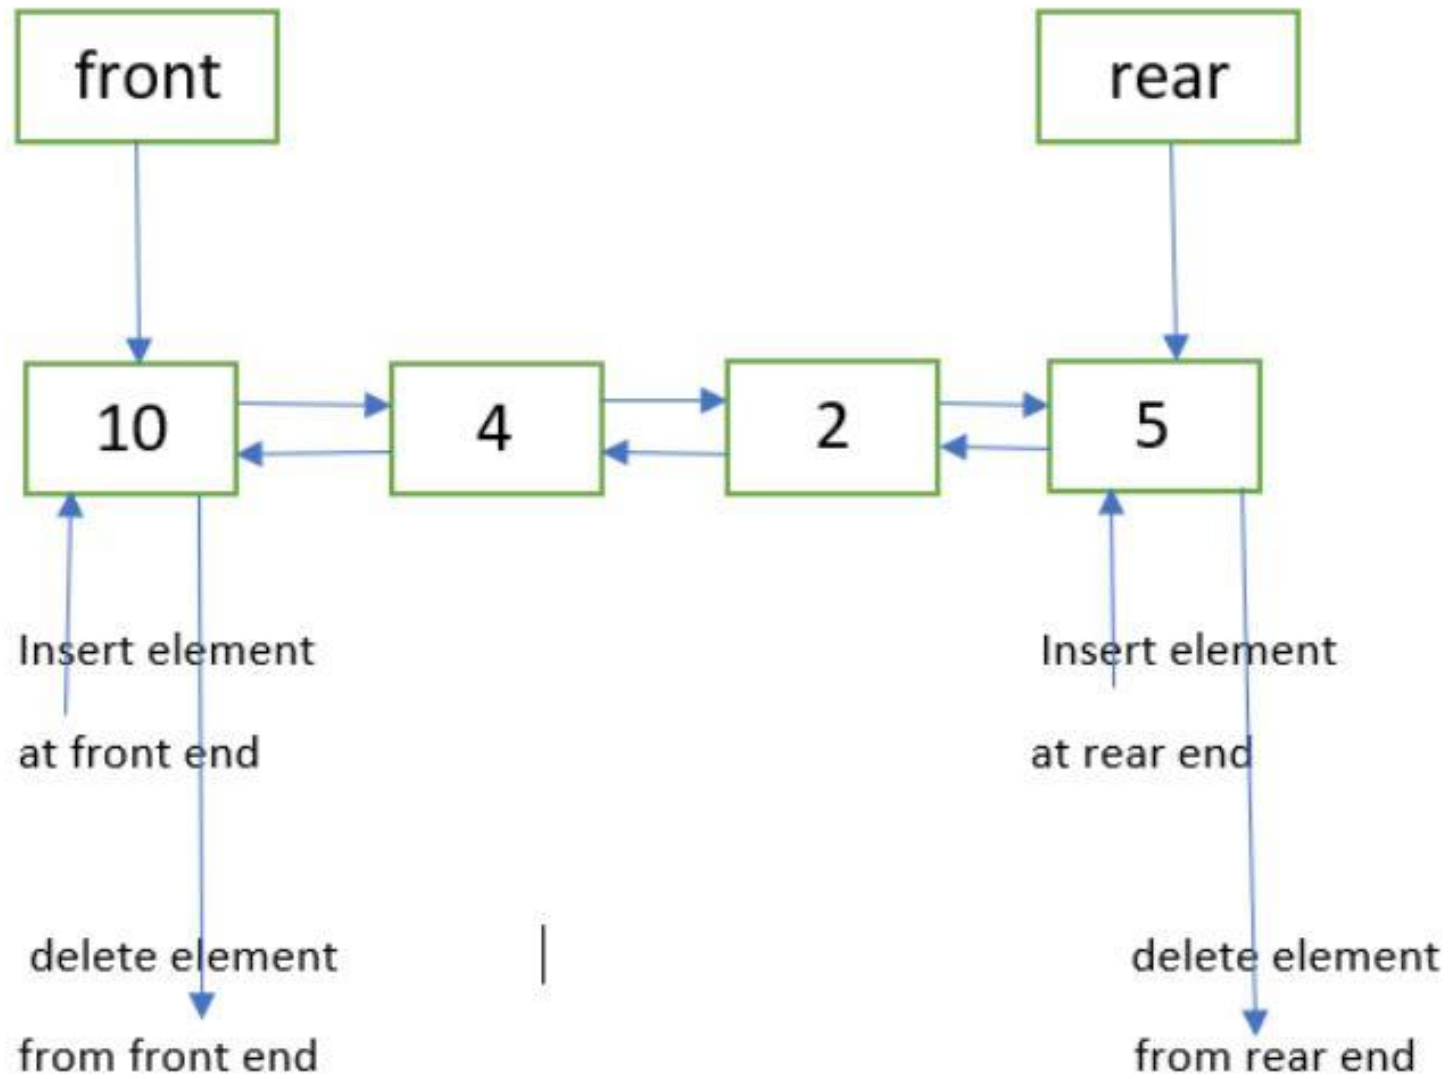 front
rear
10
4
2
5
Insert element
at front end
Insert element
at rear end
delete element
from front end
delete element
from rear end